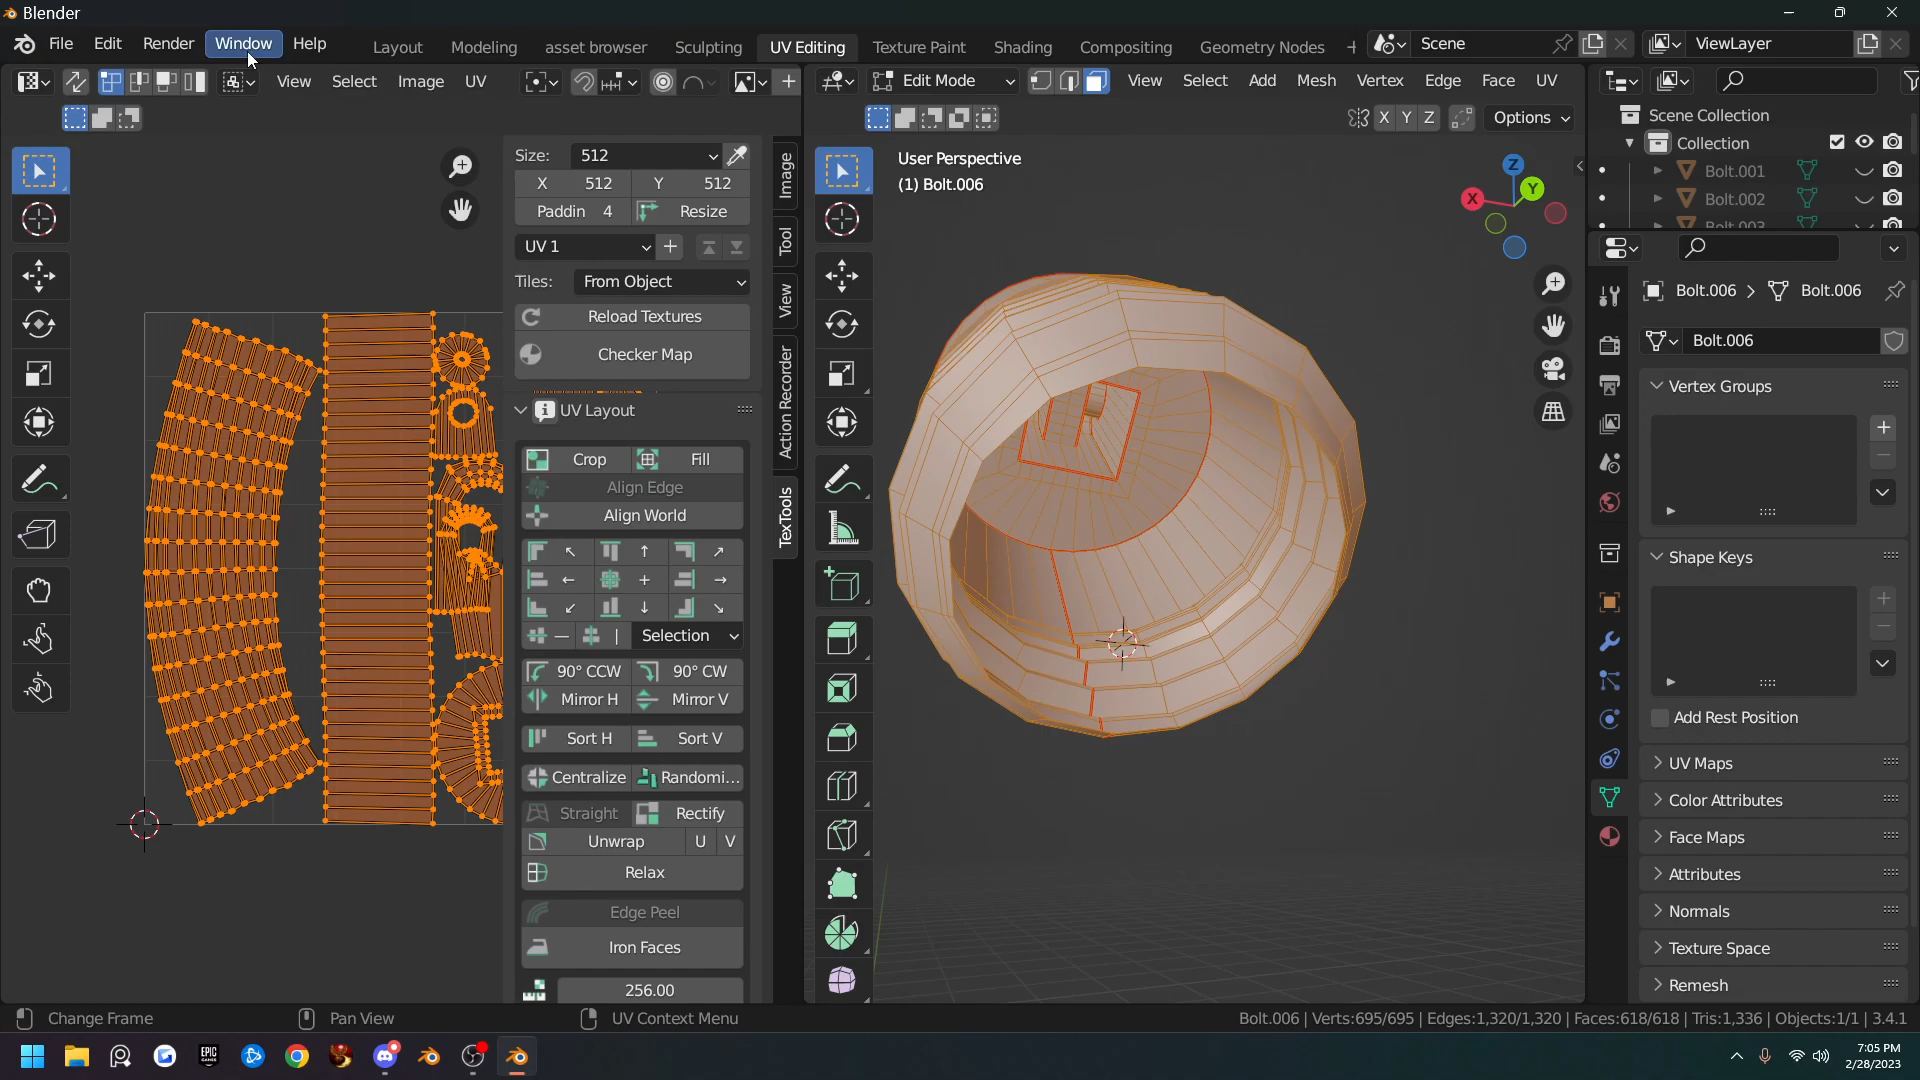 Blender
File Edit Render Window Help
Layout Modeling asset browser Sculpting UV Editing Texture Paint Shading Compositing Geometry Nodes
Scene
ViewLayer
View Select Image UV
Edit Mode
View Select Add Mesh Vertex Edge Face UV
X Y Z
Options
User Perspective
(1) Bolt.006
Z
Y
X
Size: 512
X 512 Y 512
Paddin 4 Resize
UV 1
Tiles: From Object
Reload Textures
Checker Map
UV Layout
Crop Fill
Align Edge
Align World
Selection
90° CCW 90° CW
Mirror H Mirror V
Sort H Sort V
Centralize Randomi...
Straight Rectify
Unwrap U V
Relax
Edge Peel
Iron Faces
256.00
Image
Tool
View
Action Recorder
TexTools
Scene Collection
Collection
Bolt.001
Bolt.002
Bolt.003
Bolt.006 > Bolt.006
Bolt.006
Vertex Groups
Shape Keys
Add Rest Position
UV Maps
Color Attributes
Face Maps
Attributes
Normals
Texture Space
Remesh
Change Frame
Pan View
UV Context Menu
Bolt.006 | Verts:695/695 | Edges:1,320/1,320 | Faces:618/618 | Tris:1,336 | Objects:1/1 | 3.4.1
EPIC
GAMES
7:05 PM
2/28/2023